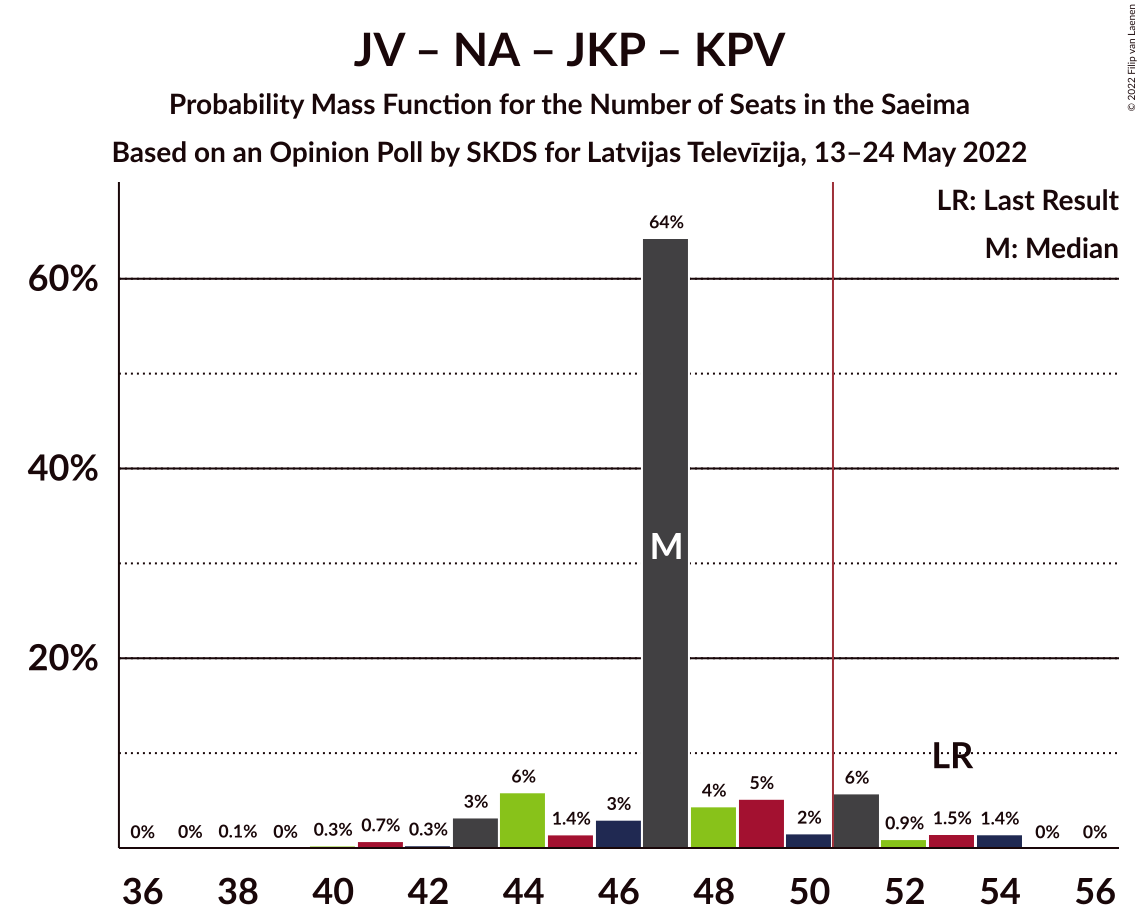 JV – NA – JKP – KPV
Probability Mass Function for the Number of Seats in the Saeima
Based on an Opinion Poll by SKDS for Latvijas Televīzija, 13–24 May 2022
© 2022 Filip van Laenen
LR: Last Result
M: Median
60%
40%
20%
0% 0% 0.1% 0% 0.3% 0.7% 0.3% 3% 6% 1.4% 3% 64% 4% 5% 2% 6% 0.9% 1.5% 1.4% 0% 0%
M
LR
36 38 40 42 44 46 48 50 52 54 56